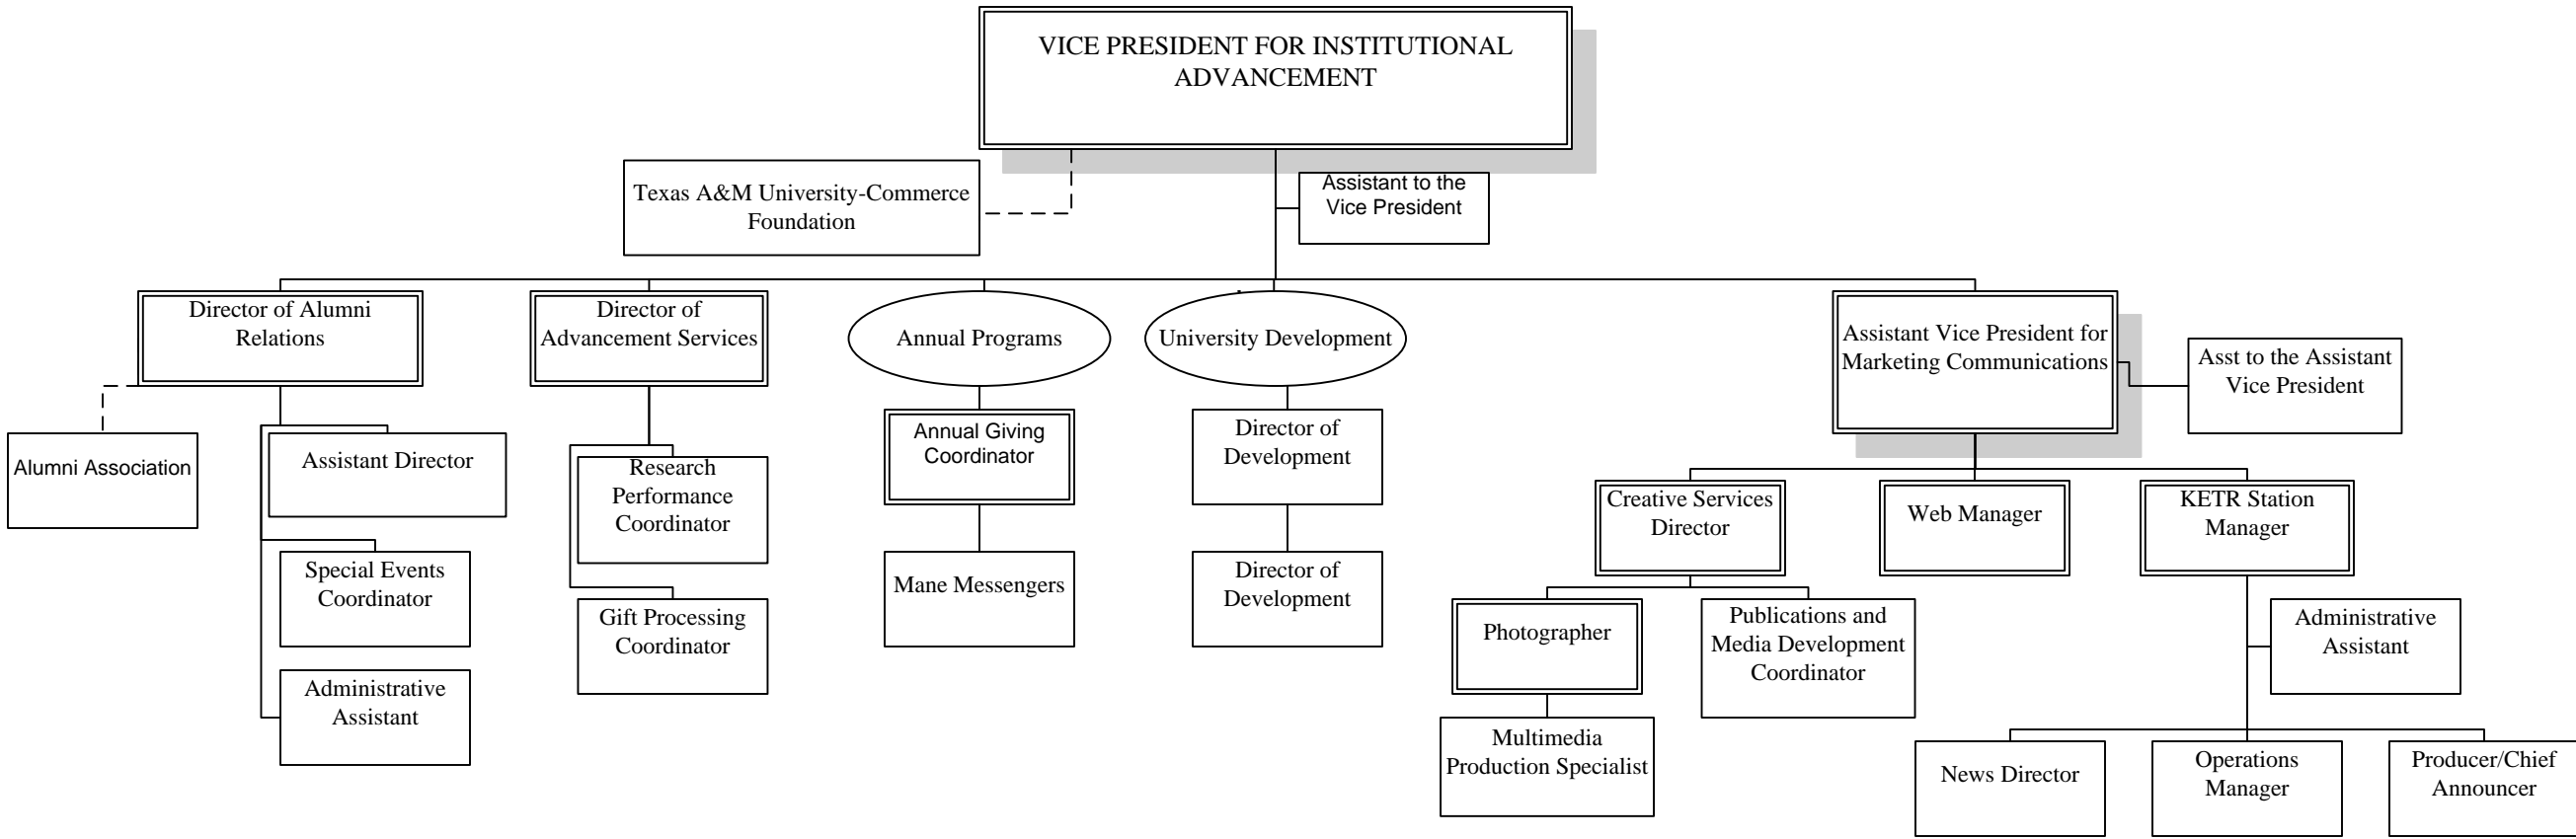 VICE PRESIDENT FOR INSTITUTIONAL
ADVANCEMENT
Texas A&M University-Commerce
Foundation
Assistant to the
Vice President
Director of Alumni
Relations
Director of
Advancement Services
Annual Programs
University Development
Assistant Vice President for
Marketing Communications
Asst to the Assistant
Vice President
Alumni Association
Assistant Director
Special Events
Coordinator
Administrative
Assistant
Research
Performance
Coordinator
Gift Processing
Coordinator
Annual Giving
Coordinator
Mane Messengers
Director of
Development
Director of
Development
Creative Services
Director
Web Manager
KETR Station
Manager
Photographer
Publications and
Media Development
Coordinator
Administrative
Assistant
Multimedia
Production Specialist
News Director
Operations
Manager
Producer/Chief
Announcer